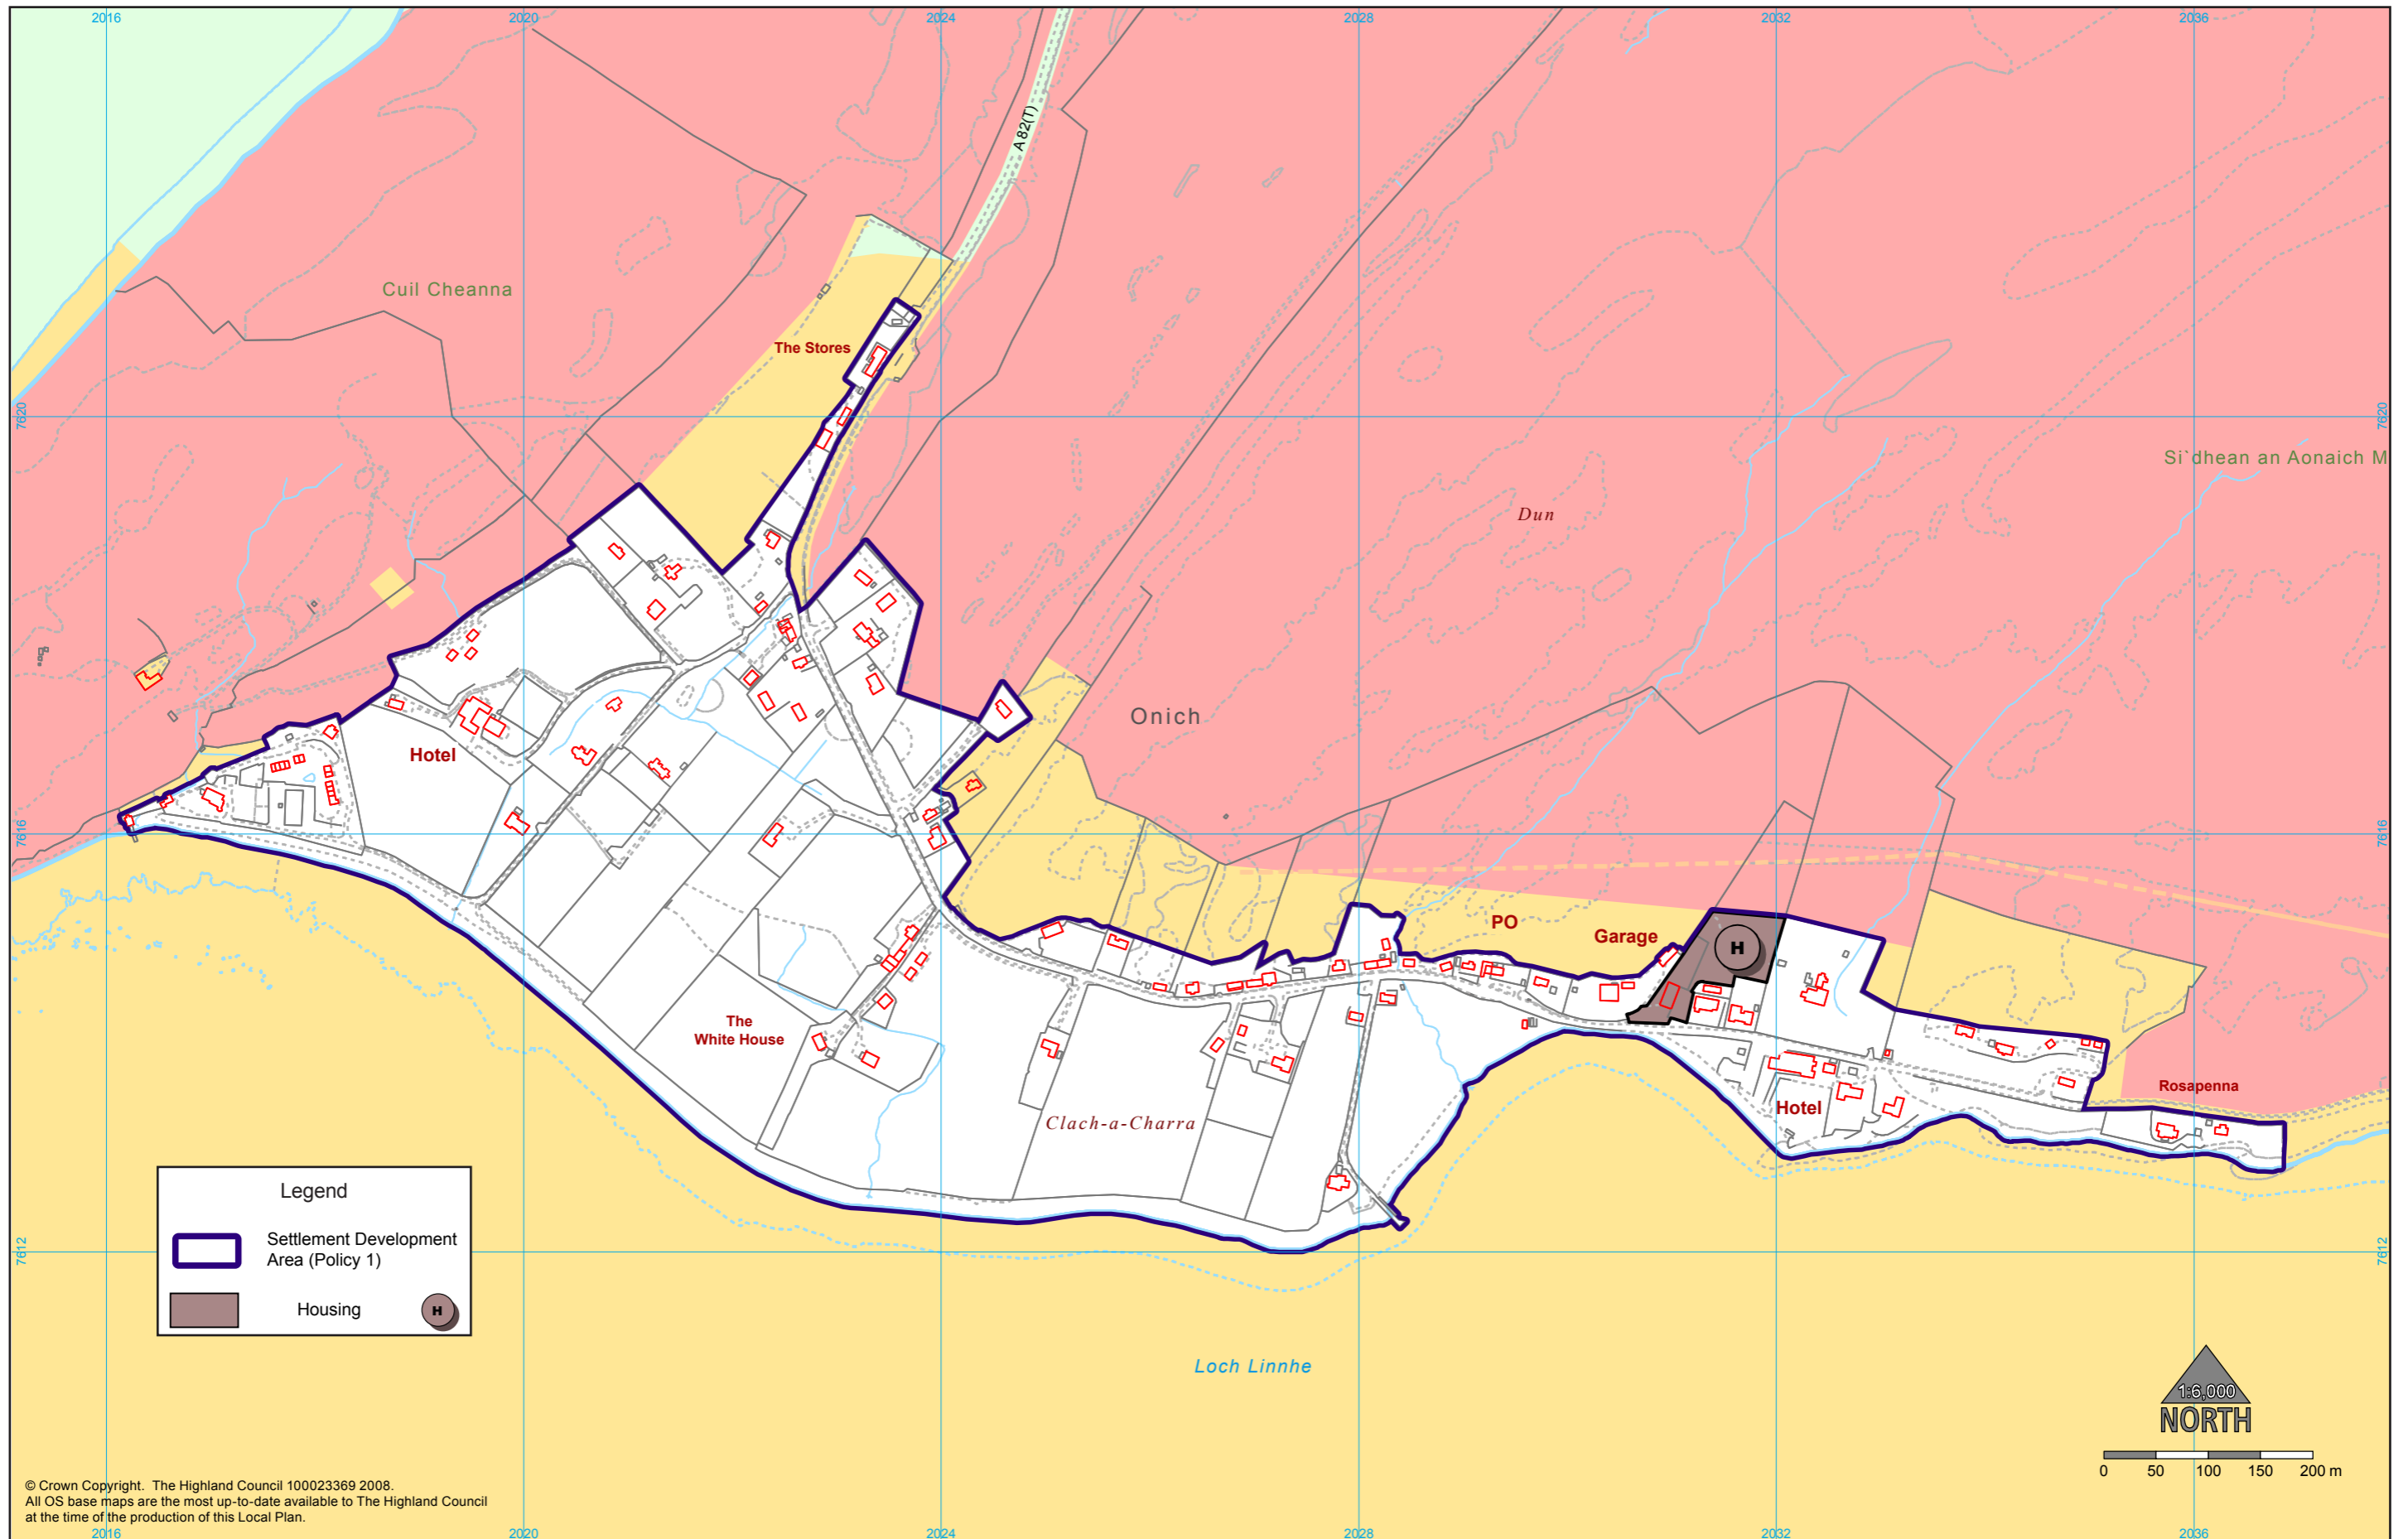 2016
2020
2024
2028
2032
2036
A 82(T)
Cuil Cheanna
The Stores
7620
7620
Si`dhean an Aonaich M
Dun
Onich
Hotel
7616
7616
PO
Garage
H
The
White House
Rosapenna
Hotel
Clach-a-Charra
Legend
Settlement Development
Area (Policy 1)
Housing
H
7612
7612
Loch Linnhe
1:6,000
NORTH
0 50 100 150 200 m
© Crown Copyright. The Highland Council 100023369 2008.
All OS base maps are the most up-to-date available to The Highland Council
at the time of the production of this Local Plan.
2016
2020
2024
2028
2032
2036